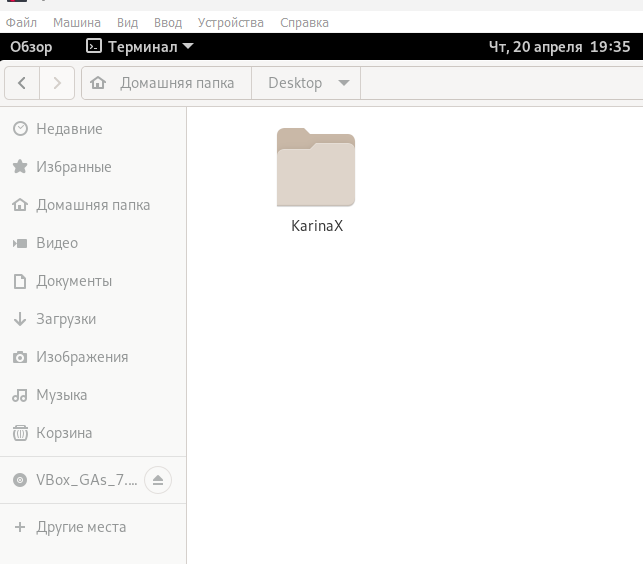 Файл Машина Вид Ввод Устройства Справка
Обзор Терминал Чт, 20 апреля 19:35
Домашняя папка Desktop
Недавние
Избранные
Домашняя папка
Видео
Документы
Загрузки
Изображения
Музыка
Корзина
VBox_GAs_7....
Другие места
KarinaX